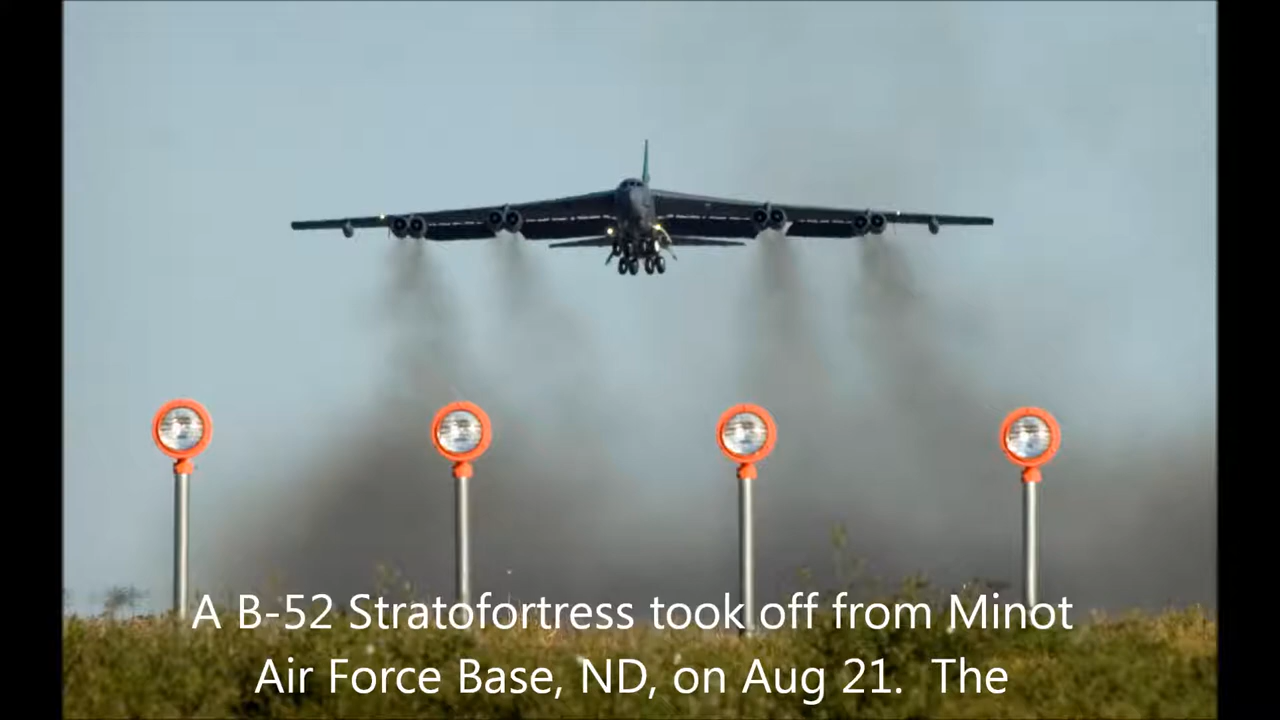 A B-52 Stratofortress took off from Minot
Air Force Base, ND, on Aug 21.  The